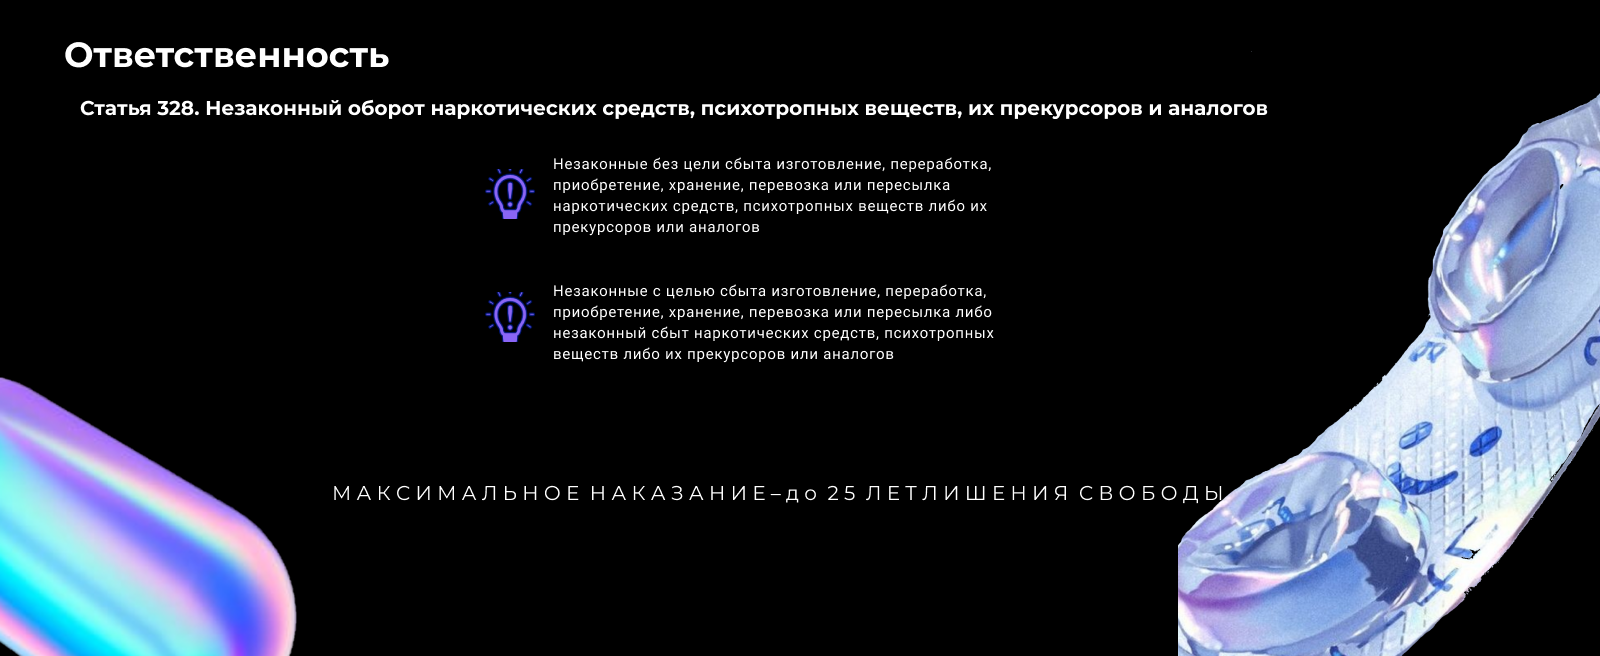 Ответственность
Статья 328. Незаконный оборот наркотических средств, психотропных веществ, их прекурсоров и аналогов
Незаконные без цели сбыта изготовление, переработка,
приобретение, хранение, перевозка или пересылка
наркотических средств, психотропных веществ либо их
прекурсоров или аналогов
Незаконные с целью сбыта изготовление, переработка,
приобретение, хранение, перевозка или пересылка либо
незаконный сбыт наркотических средств, психотропных
веществ либо их прекурсоров или аналогов
МАКСИМАЛЬНОЕ НАКАЗАНИЕ–до 25 ЛЕТЛИШЕНИЯ СВОБОДЫ